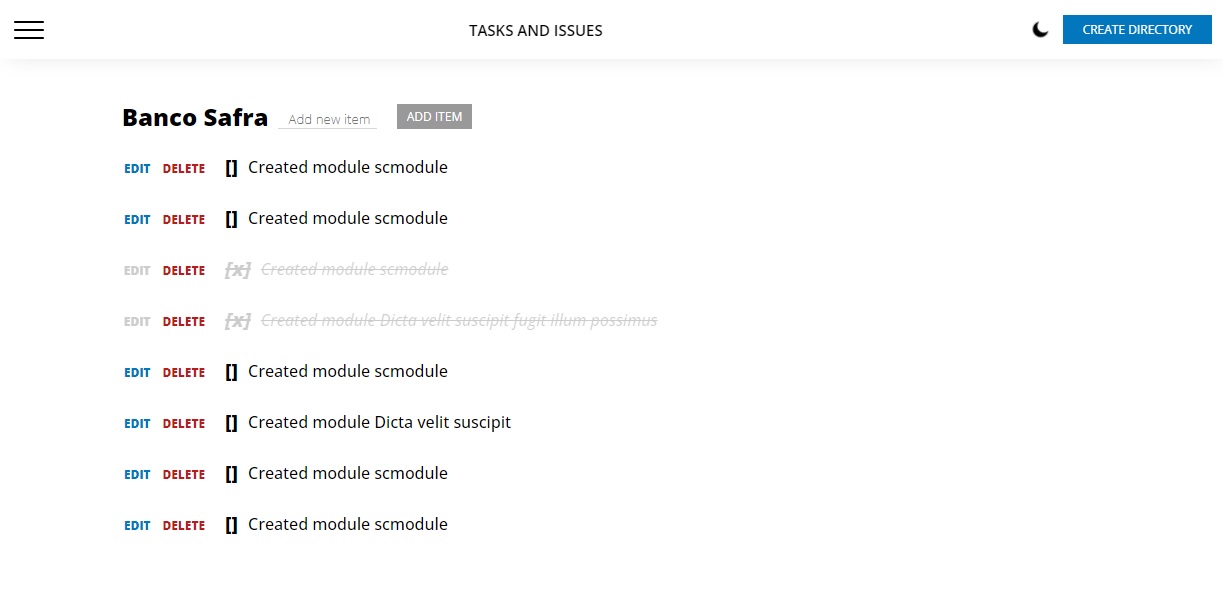 TASKS AND ISSUES CREATE DIRECTORY
Banco Safra Add new item ADD ITEM
EDIT DELETE [] Created module scmodule
EDIT DELETE [] Created module scmodule
EDIT DELETE [x] Created module scmodule
EDIT DELETE [x] Created module Dicta velit suscipit fugit illum possimus
EDIT DELETE [] Created module scmodule
EDIT DELETE [] Created module Dicta velit suscipit
EDIT DELETE [] Created module scmodule
EDIT DELETE [] Created module scmodule